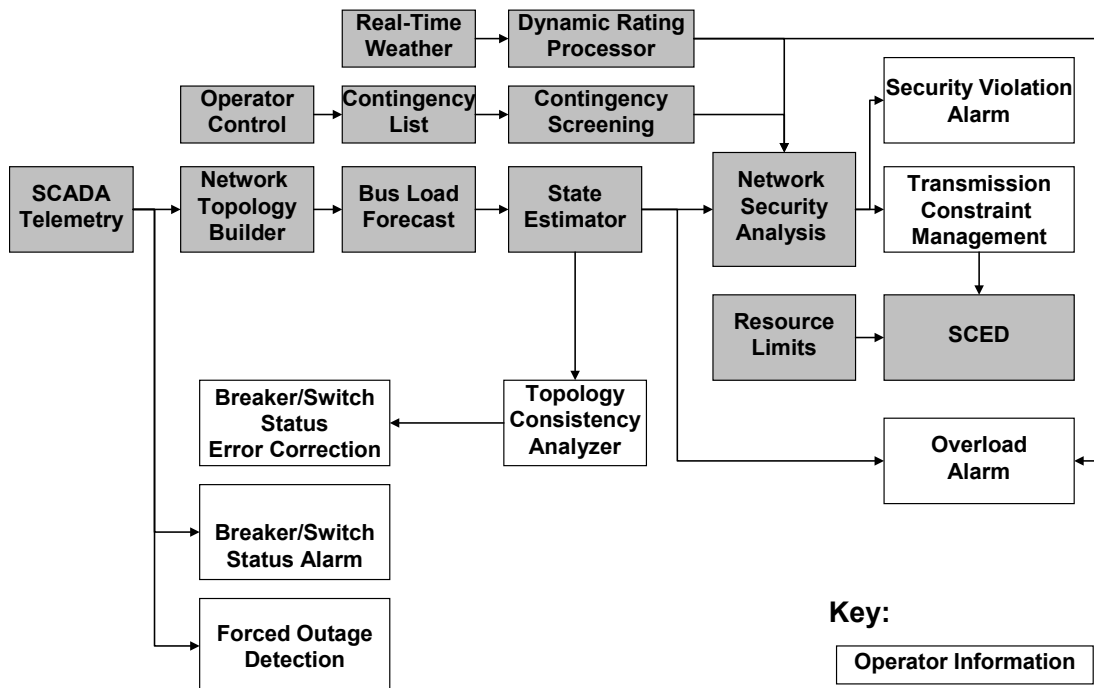 Real-Time
Weather
Dynamic Rating
Processor
Operator
Control
Contingency
List
Contingency
Screening
Security Violation
Alarm
SCADA
Telemetry
Network
Topology
Builder
Bus Load
Forecast
State
Estimator
Network
Security
Analysis
Transmission
Constraint
Management
Resource
Limits
SCED
Breaker/Switch
Status
Error Correction
Topology
Consistency
Analyzer
Overload
Alarm
Breaker/Switch
Status Alarm
Forced Outage
Detection
Key:
Operator Information